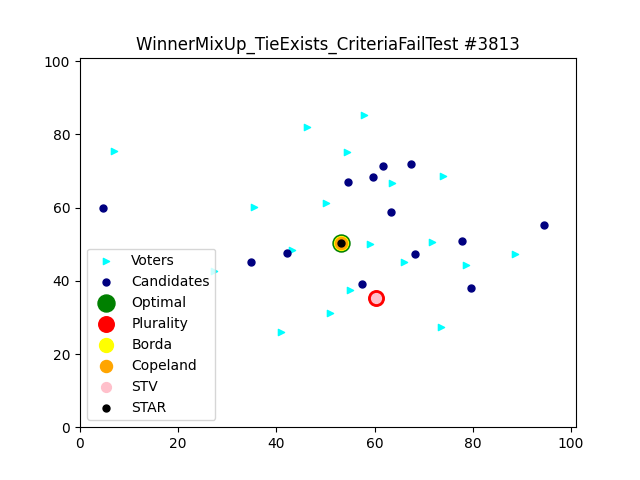 WinnerMixUp_TieExists_CriteriaFailTest #3813
100
80
60
40
20
0
Voters
Candidates
Optimal
Plurality
Borda
Copeland
STV
STAR
0 20 40 60 80 100